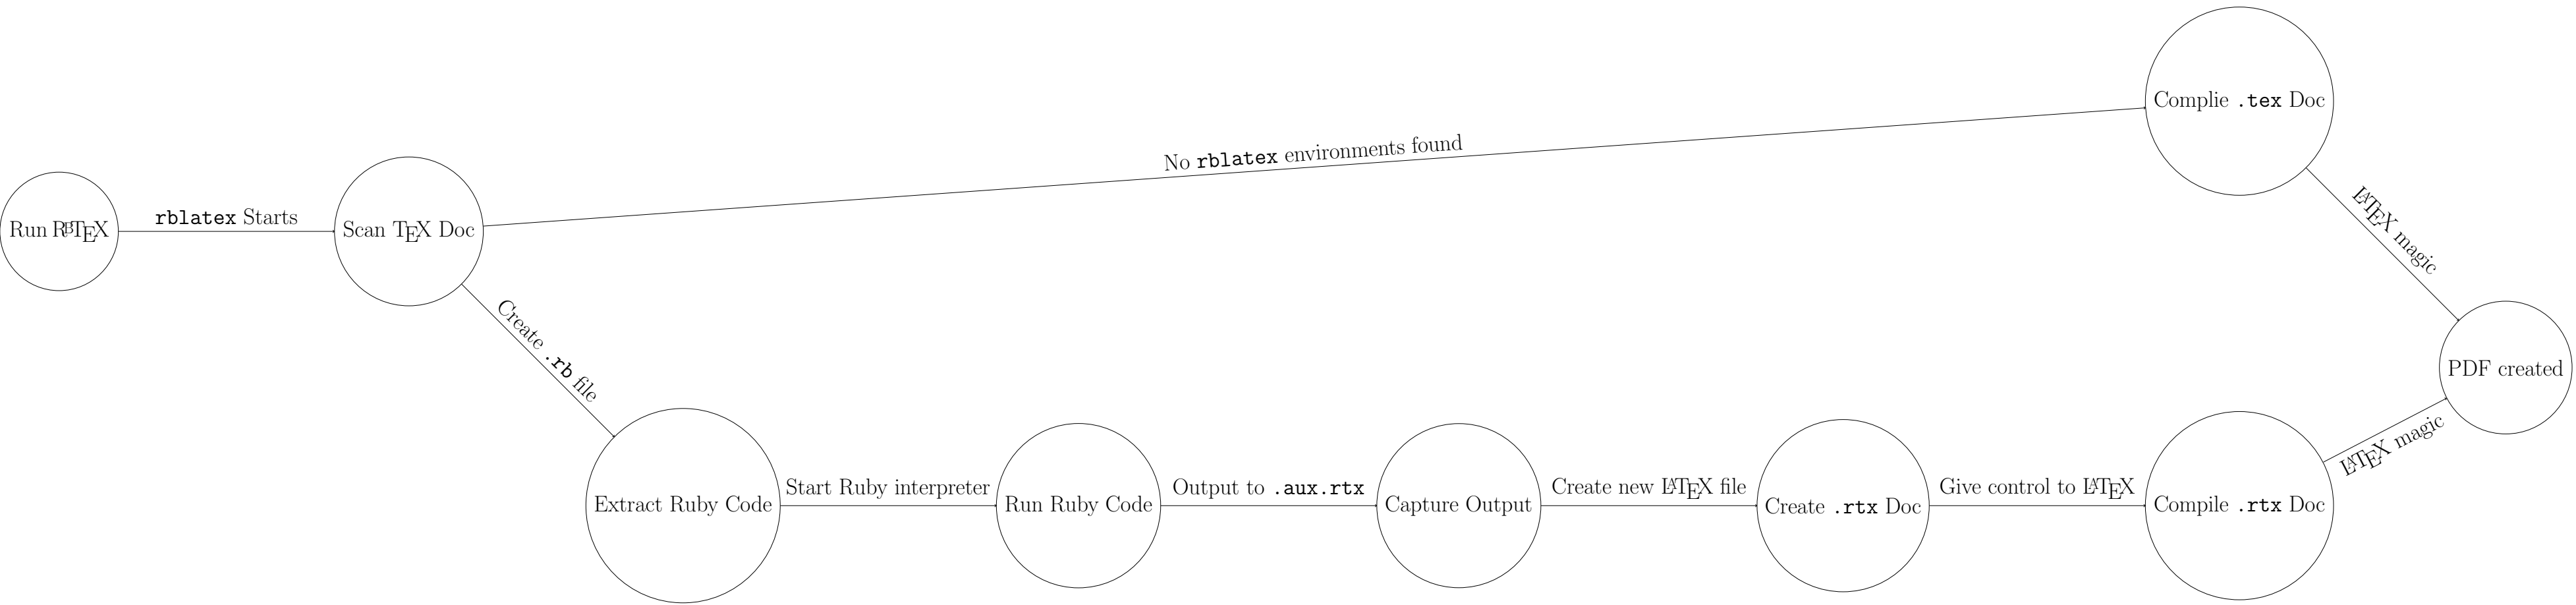 Run RBTEX
rblatex Starts
Scan TEX Doc
No rblatex environments found
Complie .tex Doc
LATEX magic
Create .rb file
Extract Ruby Code
Start Ruby interpreter
Run Ruby Code
Output to .aux.rtx
Capture Output
Create new LATEX file
Create .rtx Doc
Give control to LATEX
Compile .rtx Doc
LATEX magic
PDF created